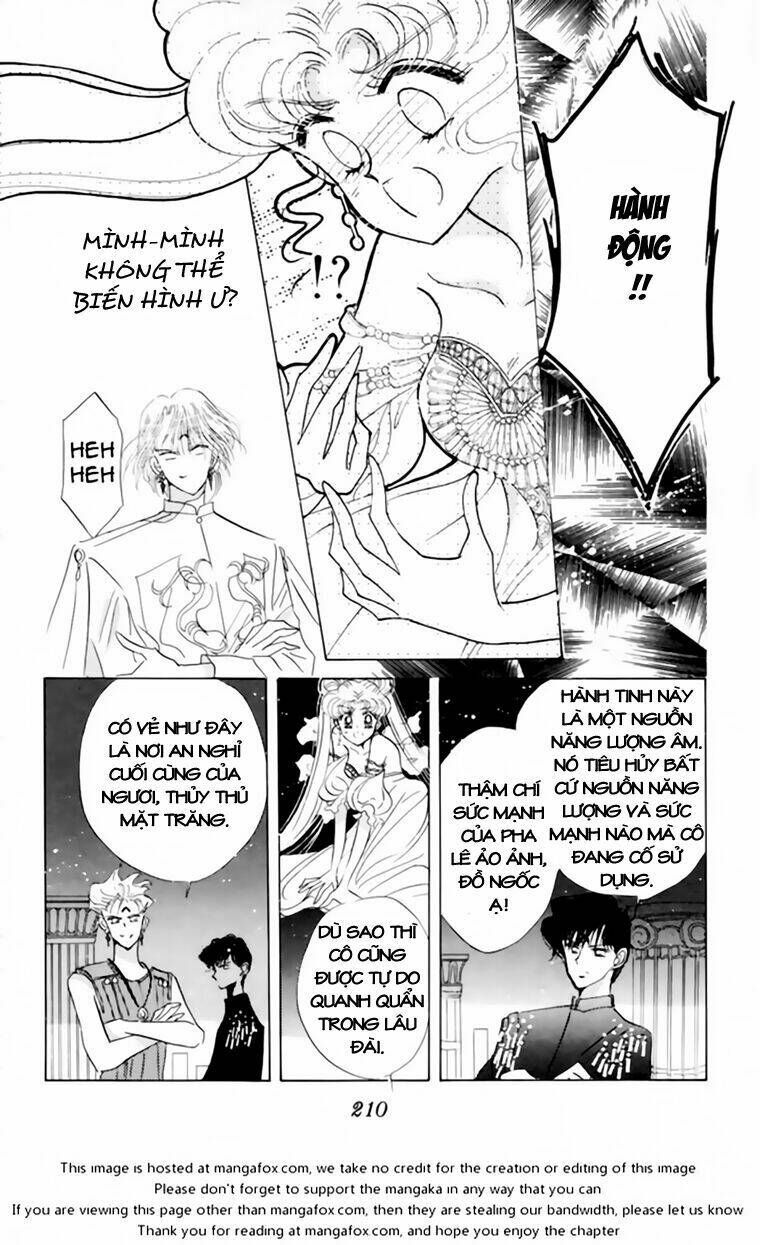 HÀNH
ĐỘNG
!!
!?
MÌNH-MÌNH
KHÔNG THỂ
BIẾN HÌNH Ư?
HEH
HEH
HÀNH TINH NÀY
LÀ MỘT NGUỒN
NĂNG LƯỢNG ÂM.
NÓ TIÊU HỦY BẤT
CỨ NGUỒN NĂNG
LƯỢNG VÀ SỨC
MẠNH NÀO MÀ CÔ
ĐANG CỐ SỬ
DỤNG.
THẬM CHÍ
SỨC MẠNH
CỦA PHA
LÊ ẢO ẢNH,
ĐỒ NGỐC
Ạ!
DÙ SAO THÌ
CÔ CŨNG
ĐƯỢC TỰ DO
QUANH QUẨN
TRONG LÂU
ĐÀI.
CÓ VẺ NHƯ ĐÂY
LÀ NƠI AN NGHỈ
CUỐI CÙNG CỦA
NGƯƠI, THỦY THỦ
MẶT TRĂNG.
210
This image is hosted at mangafox.com, we take no credit for the creation or editing of this image
Please don't forget to support the mangaka in any way that you can
If you are viewing this page other than mangafox.com, then they are stealing our bandwidth, please let us know
Thank you for reading at mangafox.com, and hope you enjoy the chapter